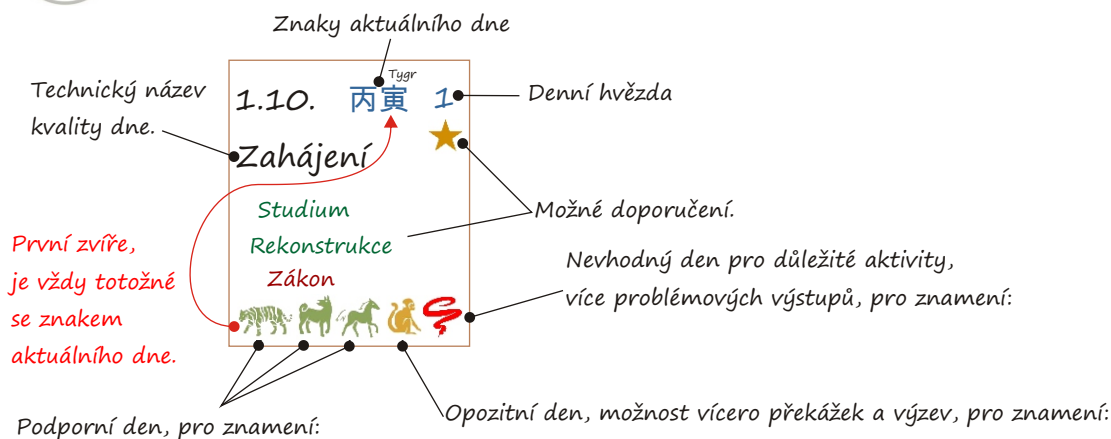 Znaky aktuálního dne
Technický název
kvality dne.
Tygr
1.10. 丙寅 1
Denní hvězda
Zahájení
Možné doporučení.
Studium
Rekonstrukce
Zákon
První zvíře,
je vždy totožné
se znakem
aktuálního dne.
Nevhodný den pro důležité aktivity,
více problémových výstupů, pro znamení:
Podporní den, pro znamení:
Opozitní den, možnost vícero překážek a výzev, pro znamení: